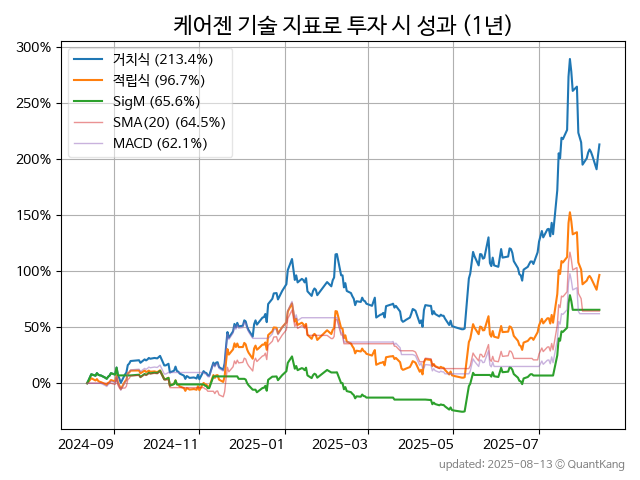 케어젠 기술 지표로 투자 시 성과 (1년)
300%
250%
200%
150%
100%
50%
0%
거치식 (213.4%)
적립식 (96.7%)
SigM (65.6%)
SMA(20) (64.5%)
MACD (62.1%)
2024-09 2024-11 2025-01 2025-03 2025-05 2025-07
updated: 2025-08-13 © QuantKang